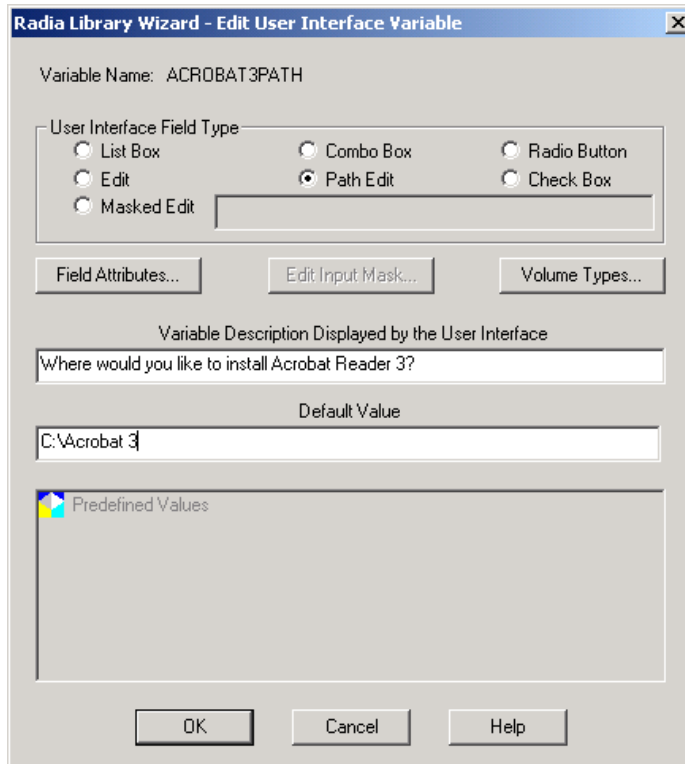 Radia Library Wizard - Edit User Interface Variable
Variable Name: ACROBAT3PATH
User Interface Field Type
List Box Combo Box Radio Button
Edit Path Edit Check Box
Masked Edit
Field Attributes... Edit Input Mask... Volume Types...
Variable Description Displayed by the User Interface
Where would you like to install Acrobat Reader 3?
Default Value
C:\Acrobat 3
Predefined Values
OK Cancel Help